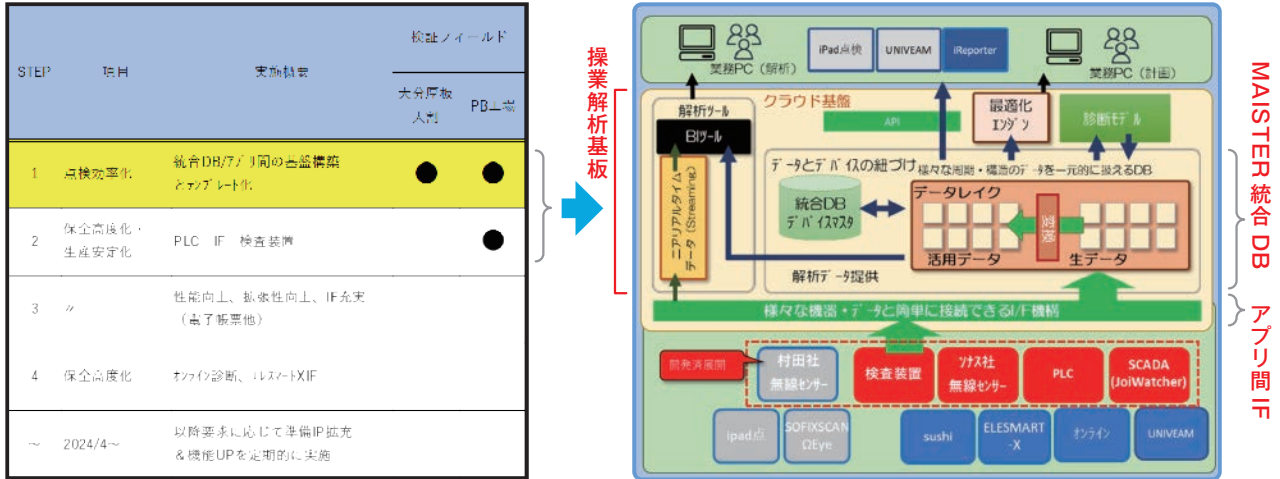 検証フィールド
STEP 項目 実施概要
大分厚板
PB工場
1 点検効率化 統合DB/アプリ間の基盤構築
とテンプレート化
● ●
2 保全高度化・
生産安定化
PLC IF 検査装置
●
3 〃 性能向上、拡張性向上、IF充実
(電子帳票他)
4 保全高度化 オンライン診断、エレスマートXIF
～ 2024/4～ 以降要求に応じて準備IP拡充
＆機能UPを定期的に実施
操業解析基板
業務PC（解析）
iPad点検
UNIVEAM
iReporter
業務PC（計画）
解析ツール
BIツール
ニアリアルタイム
データ (Streaming)
クラウド基盤
API
最適化
エンジン
診断モデル
データとデバイスの紐づけ
様々な周期・構造のデータを一元的に扱えるDB
統合DB
デバイスマスタ
データレイク
活用データ
生データ
解析データ提供
様々な機器・データと簡単に接続できるI/F機構
開発済展開
村田社
無線センサー
検査装置
ソナス社
無線センサー
PLC
SCADA
(JoiWatcher)
ipad点
SOFIXSCAN
ΩEye
sushi
ELESMART
-X
オンライン
UNIVEAM
MAISTER 統合 DB
アプリ間 IF